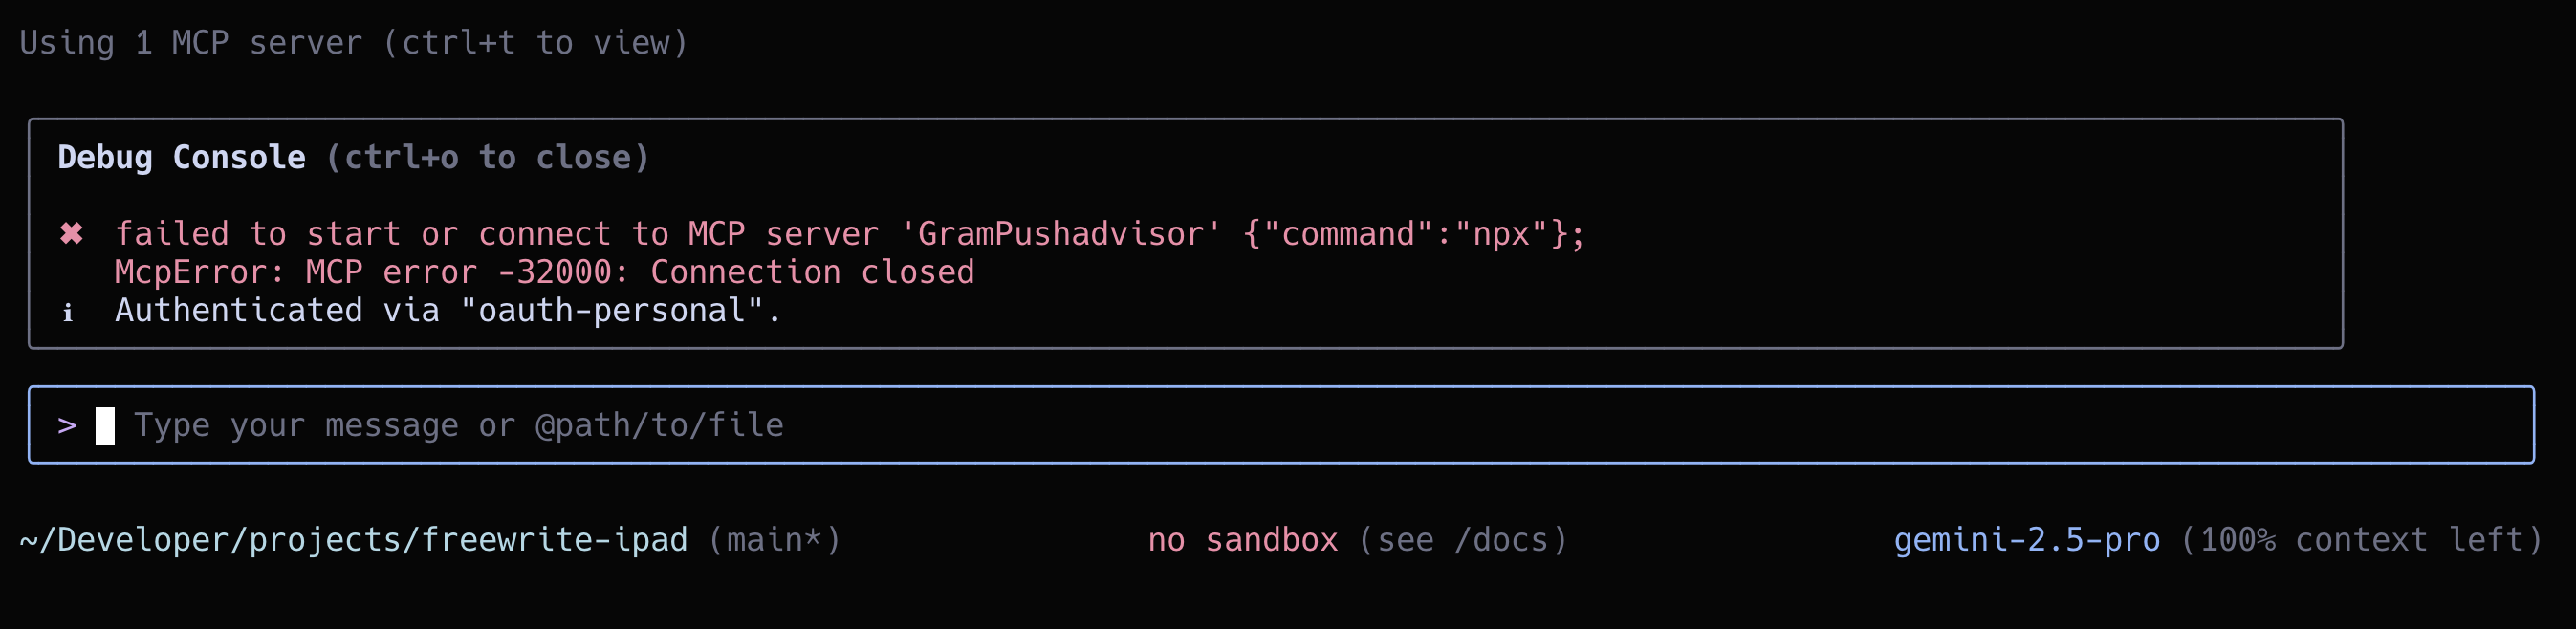 Using 1 MCP server (ctrl+t to view)
Debug Console (ctrl+o to close)
✖ failed to start or connect to MCP server 'GramPushadvisor' {"command":"npx"};
McpError: MCP error -32000: Connection closed
ℹ Authenticated via "oauth-personal".
> Type your message or @path/to/file
~/Developer/projects/freewrite-ipad (main*) no sandbox (see /docs) gemini-2.5-pro (100% context left)